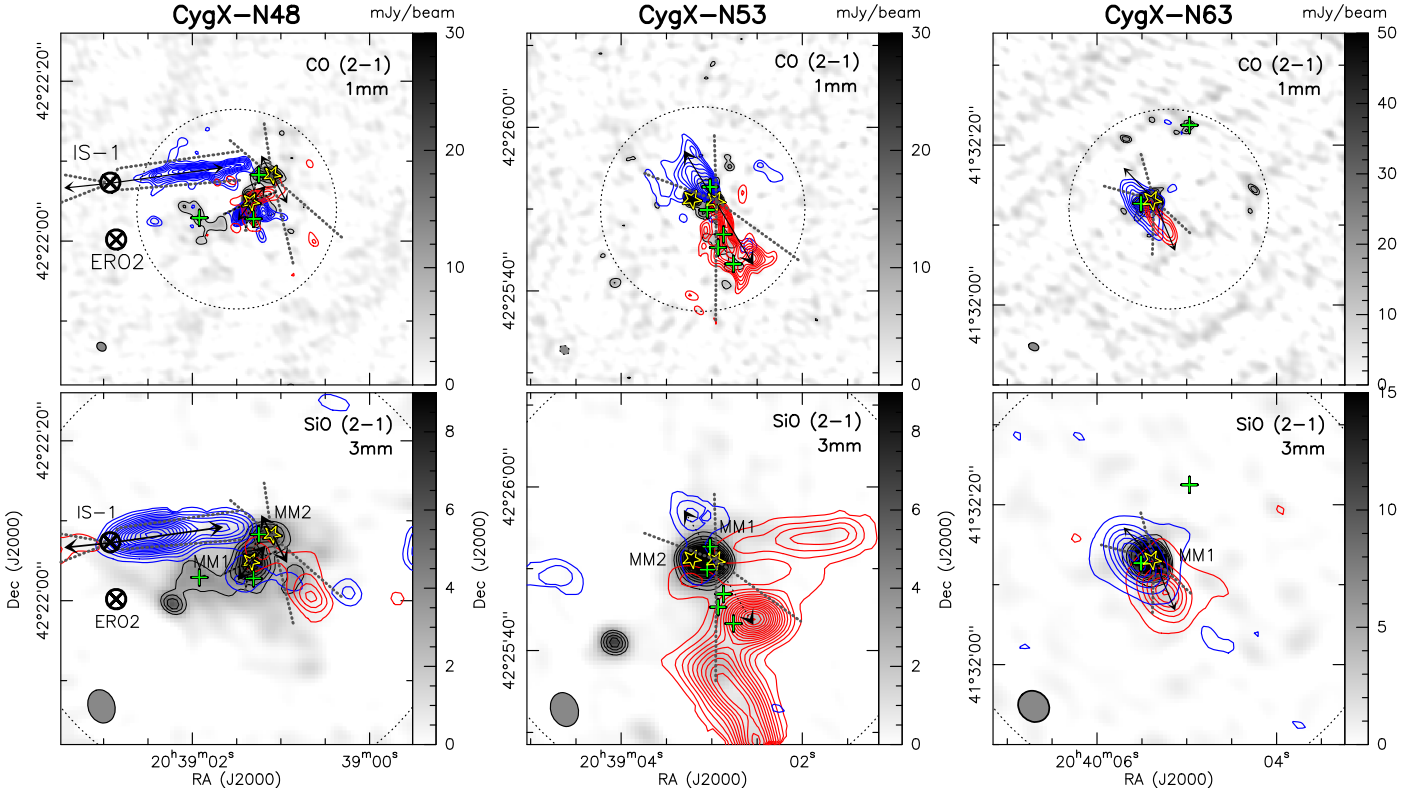 CygX-N48 mJy/beam CygX-N53 mJy/beam CygX-N63 mJy/beam
30 30 50
CO (2-1) CO (2-1) CO (2-1)
1mm 1mm 1mm
42°22'20" 42°26'00" 41°32'20"
40
IS-1
20 20
30
42°22'00"
ERO2
20
42°25'40" 41°32'00"
10 10
10
0 0 0
15
SiO (2-1) SiO (2-1) SiO (2-1)
3mm 3mm 3mm
8 8
42°22'20" 42°26'00" 41°32'20"
IS-1 MM2 MM1
6 6 10
MM1 MM2 MM1
Dec (J2000) Dec (J2000) Dec (J2000)
42°22'00"
ERO2
4 4
42°25'40" 41°32'00"
5
2 2
0 0 0
20ʰ39ᵐ02ˢ 39ᵐ00ˢ 20ʰ39ᵐ04ˢ 02ˢ 20ʰ40ᵐ06ˢ 04ˢ
RA (J2000) RA (J2000) RA (J2000)